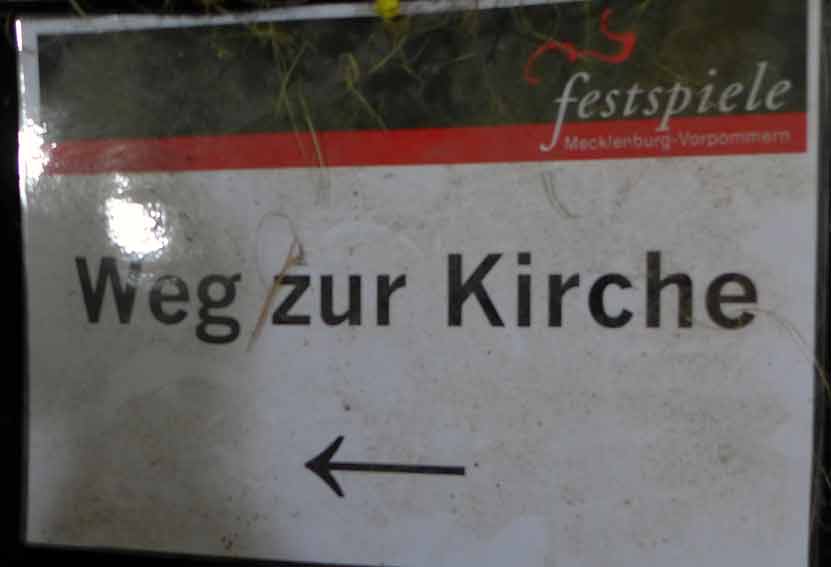 festspiele
Mecklenburg-Vorpommern
Weg zur Kirche